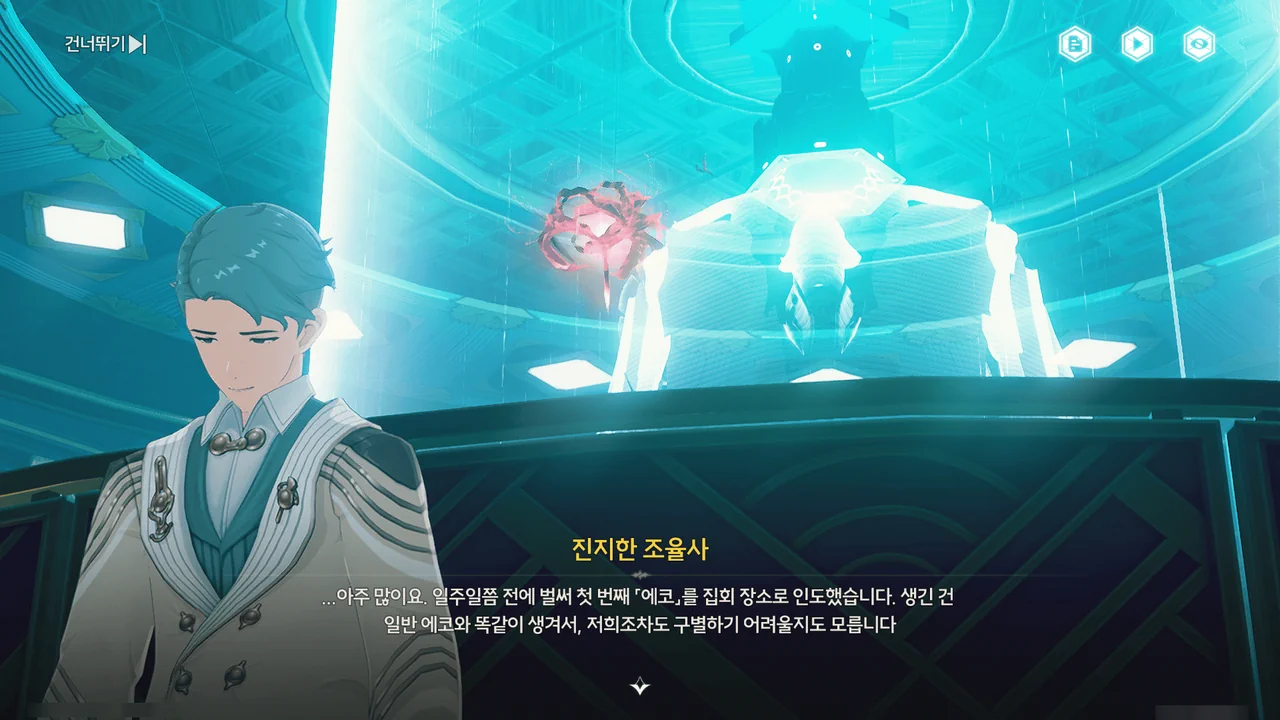 건너뛰기
진지한 조율사
...아주 많이요. 일주일쯤 전에 벌써 첫 번째 「에코」를 집회 장소로 인도했습니다. 생긴 건
일반 에코와 똑같이 생겨서, 저희조차도 구별하기 어려울지도 모릅니다